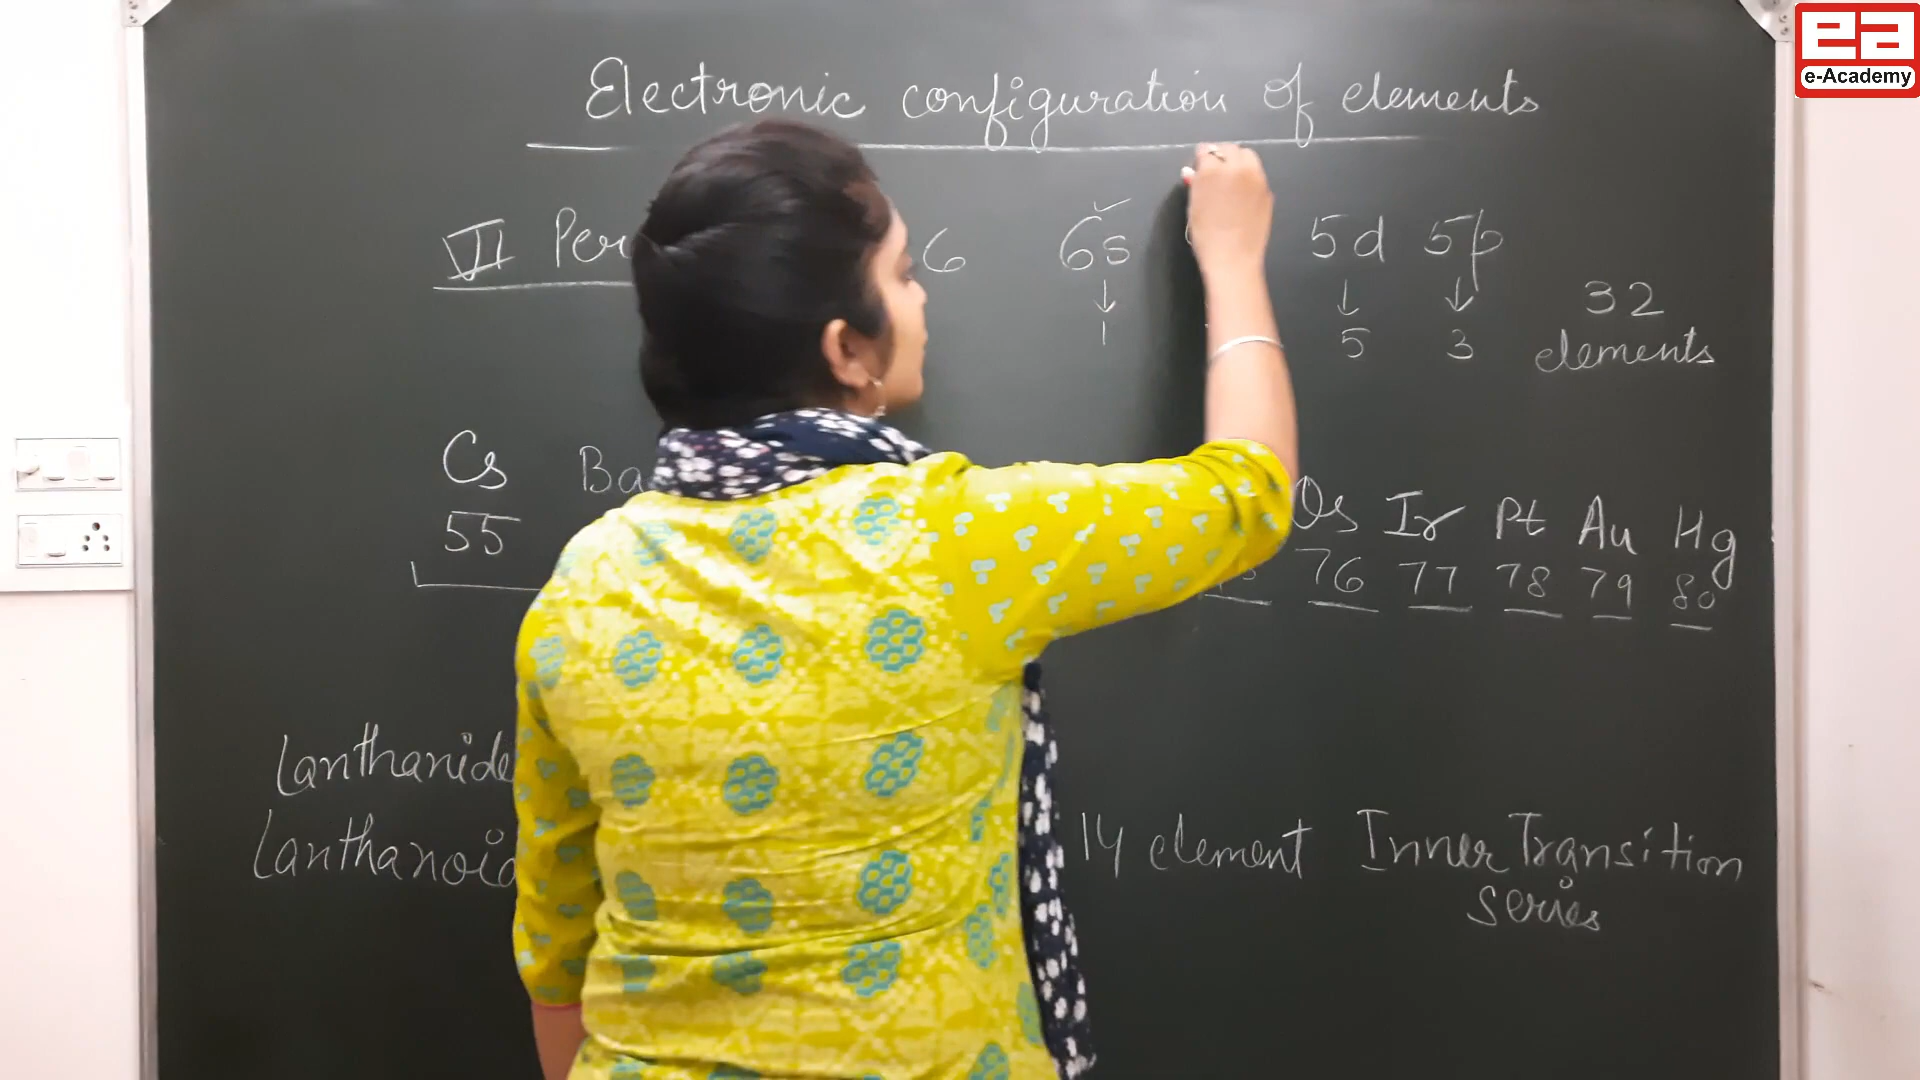 ea
e-Academy
Electronic configuration of elements
VI Per 6 6s 5d 5p
↓ ↓ ↓ 32
1 5 3 elements
Cs Ba Os Ir Pt Au Hg
55 76 77 78 79 80
Lanthanide
Lanthanoid 14 element Inner Transition
series